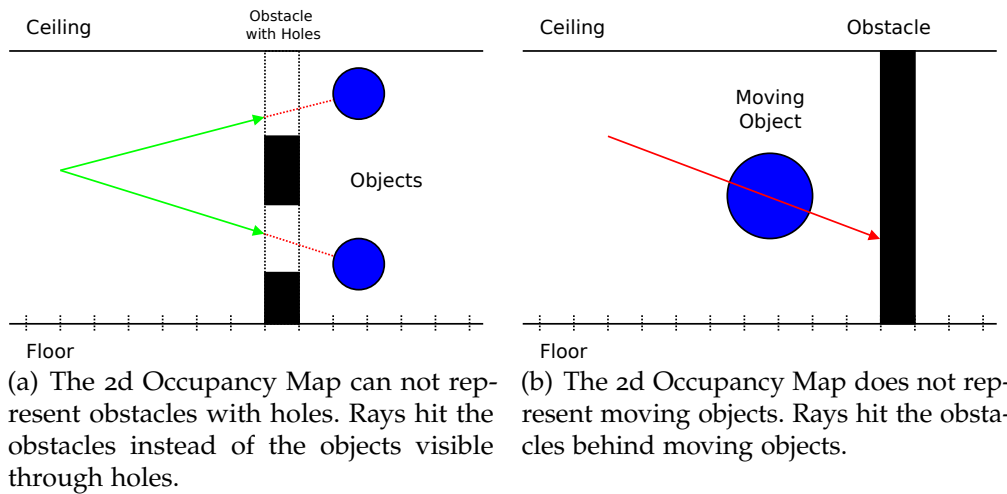 Ceiling
Obstacle
with Holes
Objects
Floor
(a) The 2d Occupancy Map can not rep-
resent obstacles with holes. Rays hit the
obstacles instead of the objects visible
through holes.
Ceiling
Obstacle
Moving
Object
Floor
(b) The 2d Occupancy Map does not rep-
resent moving objects. Rays hit the obsta-
cles behind moving objects.